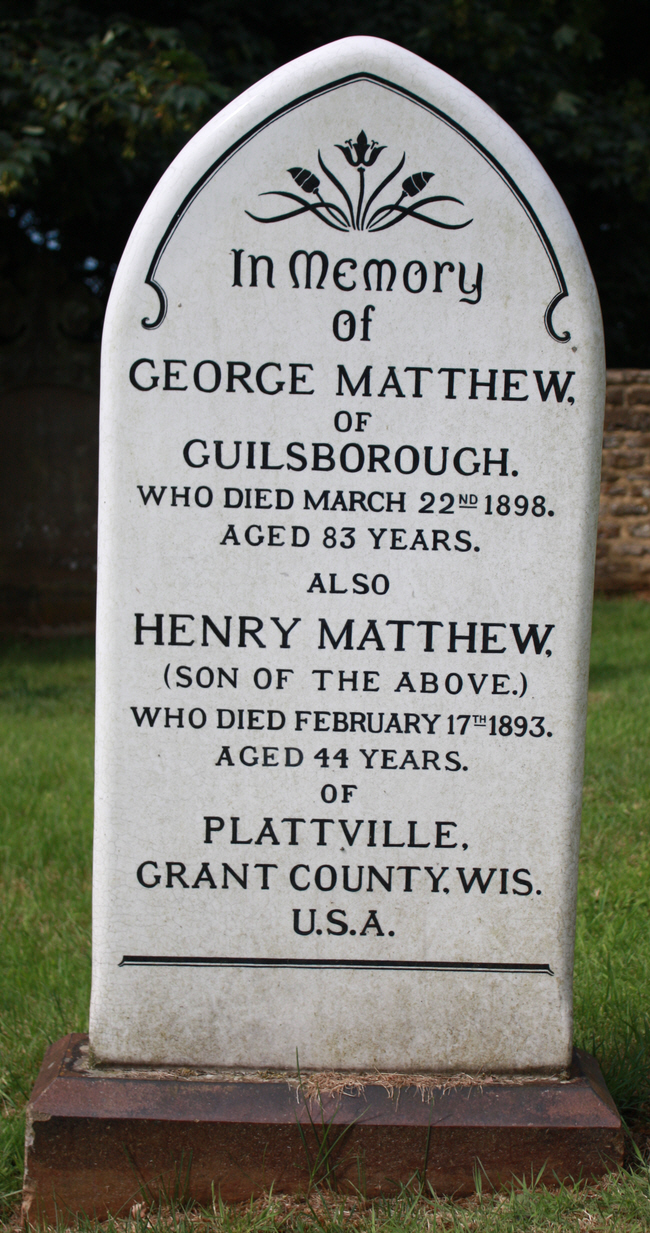 In Memory
of
GEORGE MATTHEW,
OF
GUILSBOROUGH.
WHO DIED MARCH 22ND 1898.
AGED 83 YEARS.
ALSO
HENRY MATTHEW,
(SON OF THE ABOVE.)
WHO DIED FEBRUARY 17TH 1893.
AGED 44 YEARS.
OF
PLATTVILLE,
GRANT COUNTY, WIS.
U.S.A.